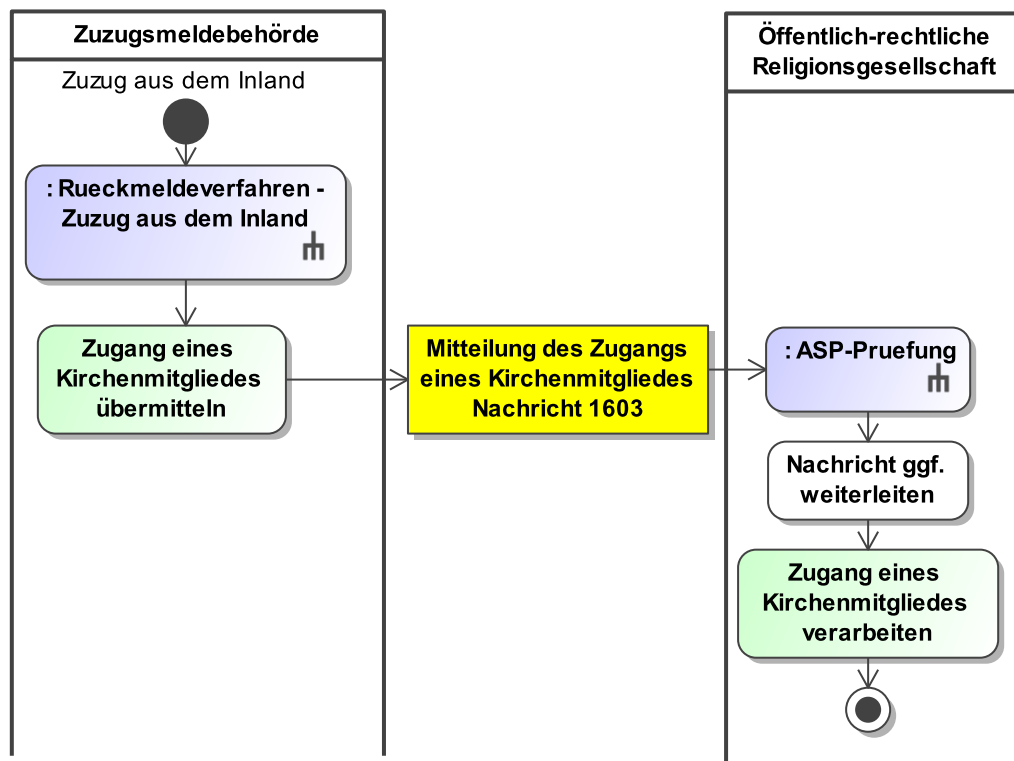 Zuzugsmeldebehörde
Zuzug aus dem Inland
: Rueckmeldeverfahren -
Zuzug aus dem Inland
Zugang eines
Kirchenmitgliedes
übermitteln
Mitteilung des Zugangs
eines Kirchenmitgliedes
Nachricht 1603
Öffentlich-rechtliche
Religionsgesellschaft
: ASP-Pruefung
Nachricht ggf.
weiterleiten
Zugang eines
Kirchenmitgliedes
verarbeiten